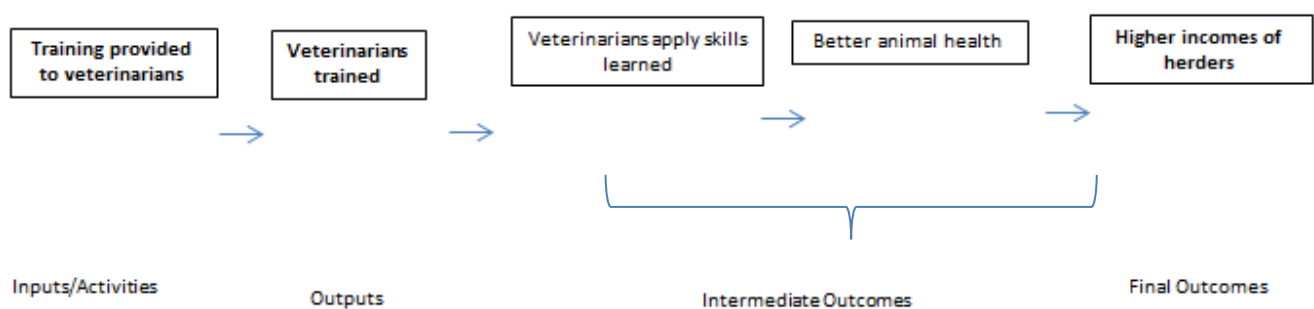 Training provided
to veterinarians
Veterinarians
trained
Veterinarians apply skills
learned
Better animal health
Higher incomes of
herders
Inputs/Activities
Outputs
Intermediate Outcomes
Final Outcomes